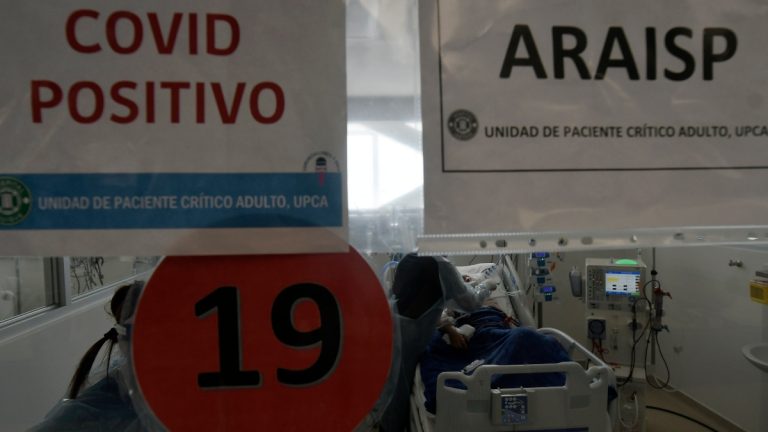 COVID
POSITIVO
UNIDAD DE PACIENTE CRÍTICO ADULTO, UPCA
ARAISP
UNIDAD DE PACIENTE CRÍTICO ADULTO, UPCA
19